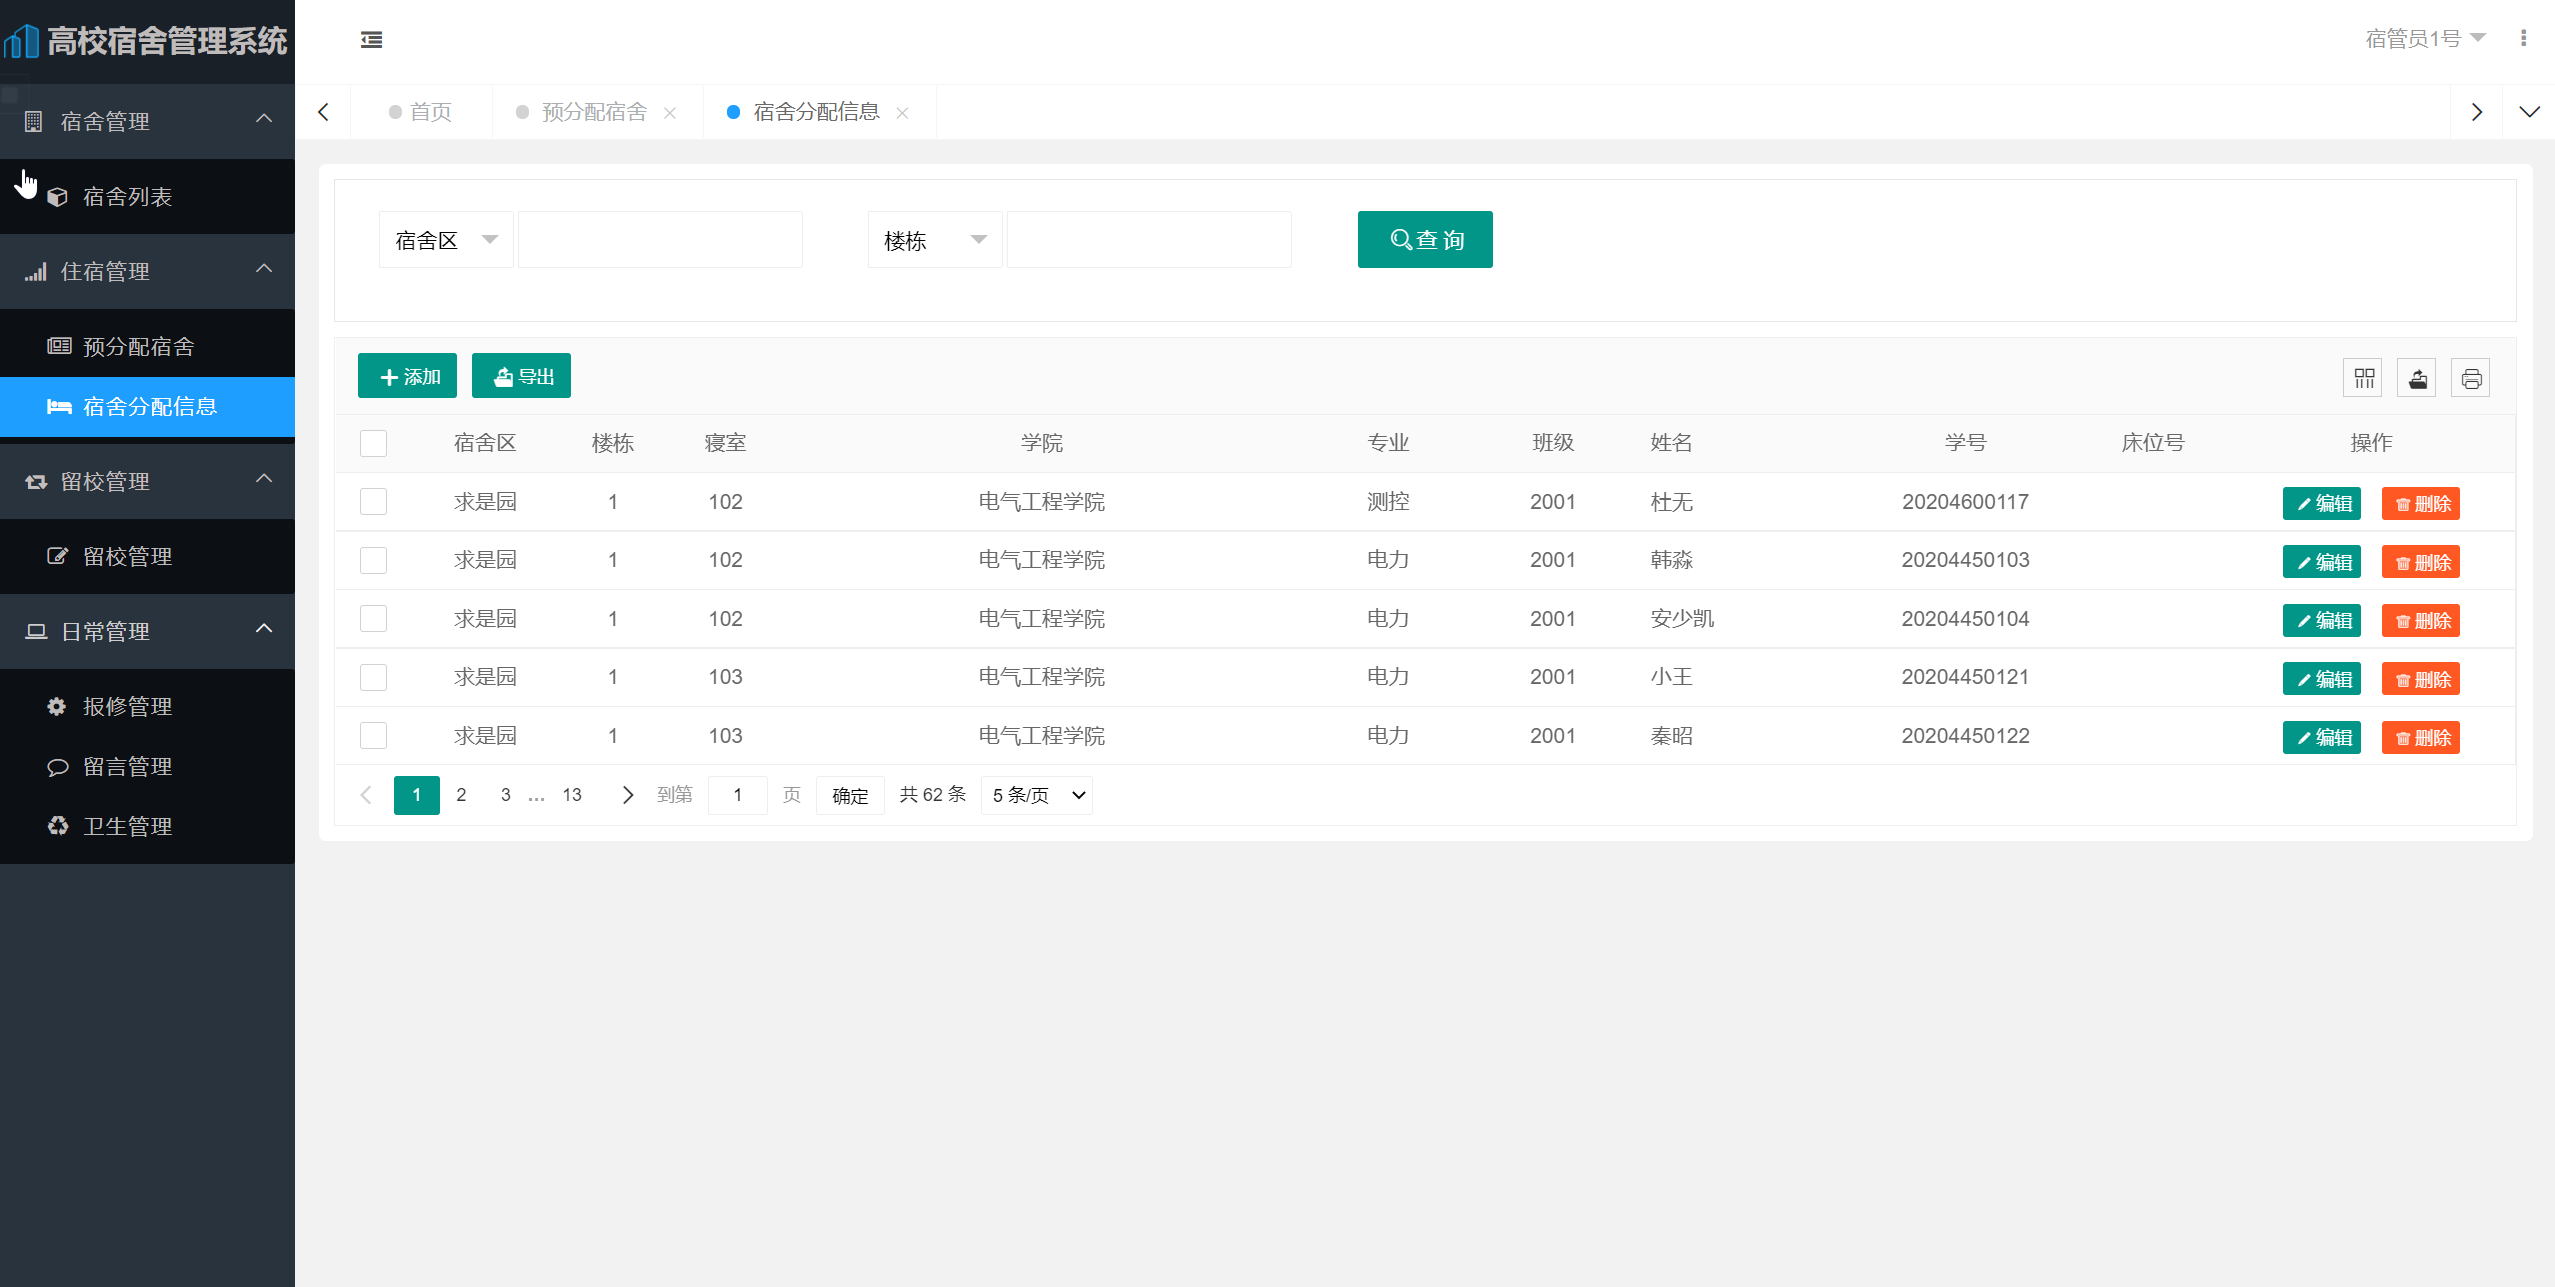 高校宿舍管理系统
宿管员1号
首页
预分配宿舍
宿舍分配信息
宿舍管理
宿舍列表
住宿管理
预分配宿舍
宿舍分配信息
留校管理
留校管理
日常管理
报修管理
留言管理
卫生管理
宿舍区 楼栋 查 询
添加 导出
宿舍区 楼栋 寝室 学院 专业 班级 姓名 学号 床位号 操作
求是园 1 102 电气工程学院 测控 2001 杜无 20204600117 编辑 删除
求是园 1 102 电气工程学院 电力 2001 韩淼 20204450103 编辑 删除
求是园 1 102 电气工程学院 电力 2001 安少凯 20204450104 编辑 删除
求是园 1 103 电气工程学院 电力 2001 小王 20204450121 编辑 删除
求是园 1 103 电气工程学院 电力 2001 秦昭 20204450122 编辑 删除
1 2 3 … 13 到第 1 页 确定 共 62 条 5 条/页